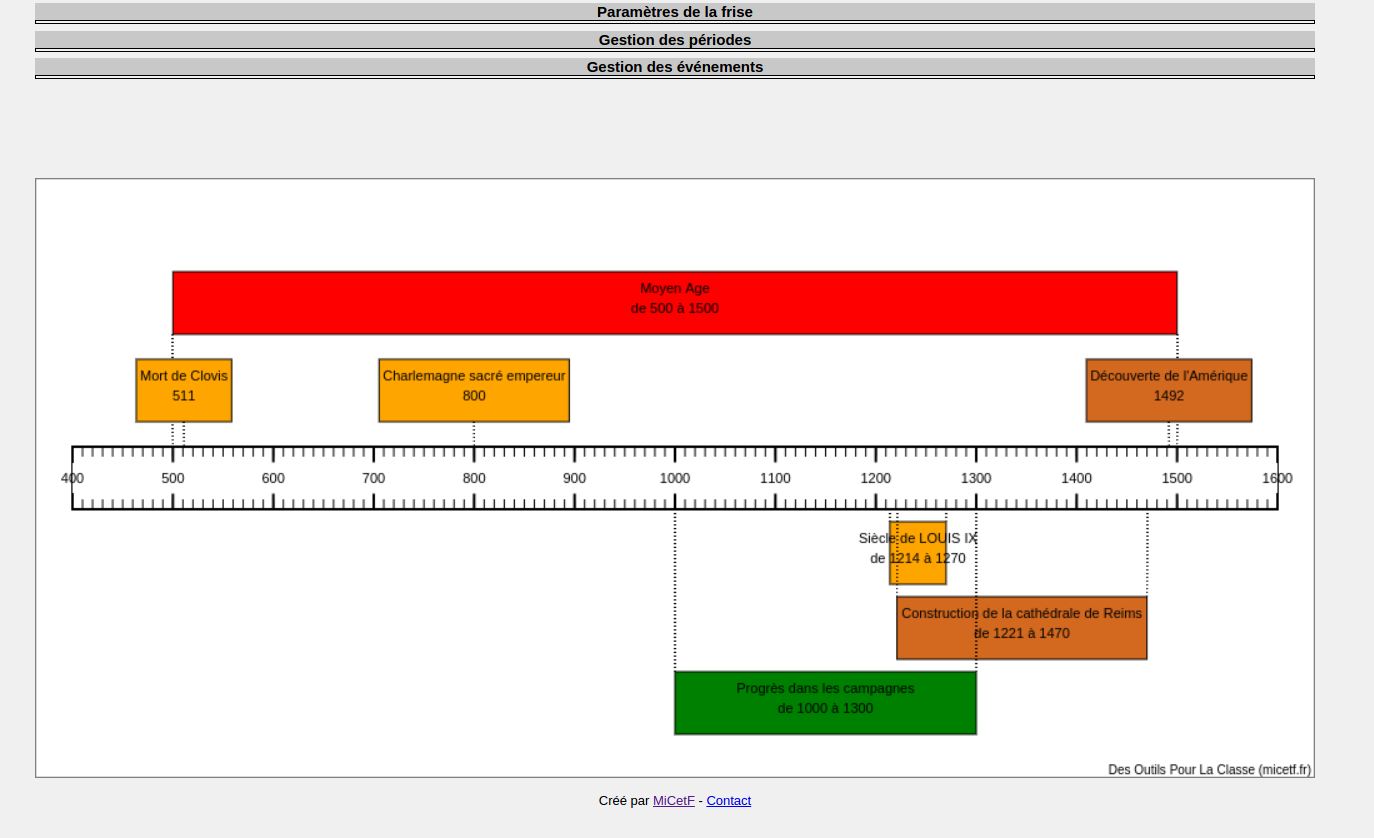 Paramètres de la frise
Gestion des périodes
Gestion des événements
Moyen Age
de 500 à 1500
Mort de Clovis
511
Charlemagne sacré empereur
800
Découverte de l'Amérique
1492
400 500 600 700 800 900 1000 1100 1200 1300 1400 1500 1600
Siècle de LOUIS IX
de 1214 à 1270
Construction de la cathédrale de Reims
de 1221 à 1470
Progrès dans les campagnes
de 1000 à 1300
Des Outils Pour La Classe (micetf.fr)
Créé par MiCetF - Contact